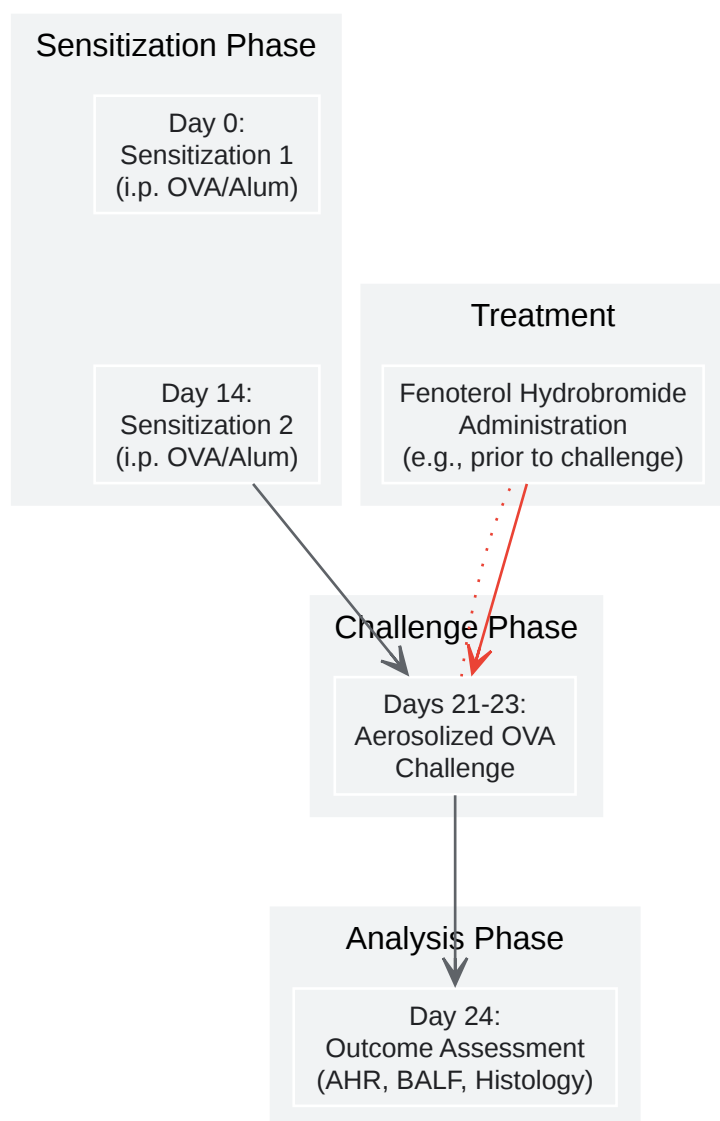 Sensitization Phase
Day 0:
Sensitization 1
(i.p. OVA/Alum)
Day 14:
Sensitization 2
(i.p. OVA/Alum)
Treatment
Fenoterol Hydrobromide
Administration
(e.g., prior to challenge)
Challenge Phase
Days 21-23:
Aerosolized OVA
Challenge
Analysis Phase
Day 24:
Outcome Assessment
(AHR, BALF, Histology)